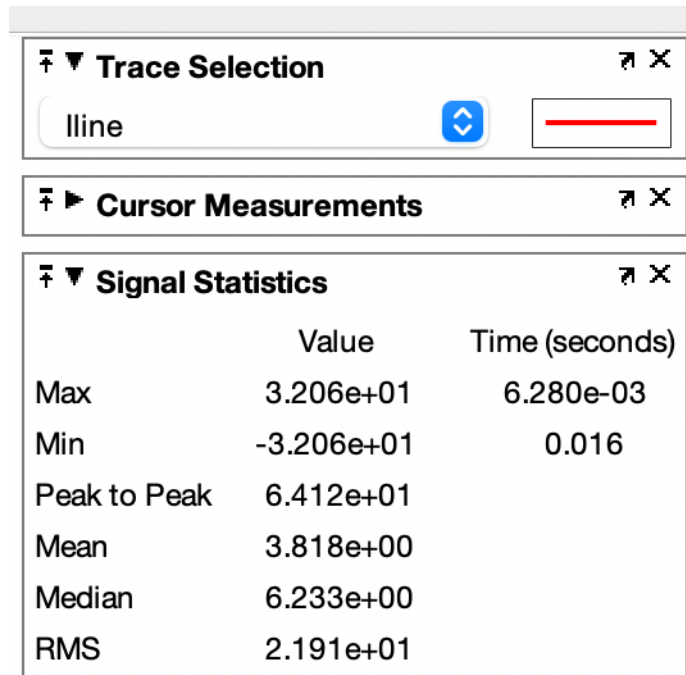 Trace Selection
Iline
Cursor Measurements
Signal Statistics
Value Time (seconds)
Max 3.206e+01 6.280e-03
Min -3.206e+01 0.016
Peak to Peak 6.412e+01
Mean 3.818e+00
Median 6.233e+00
RMS 2.191e+01